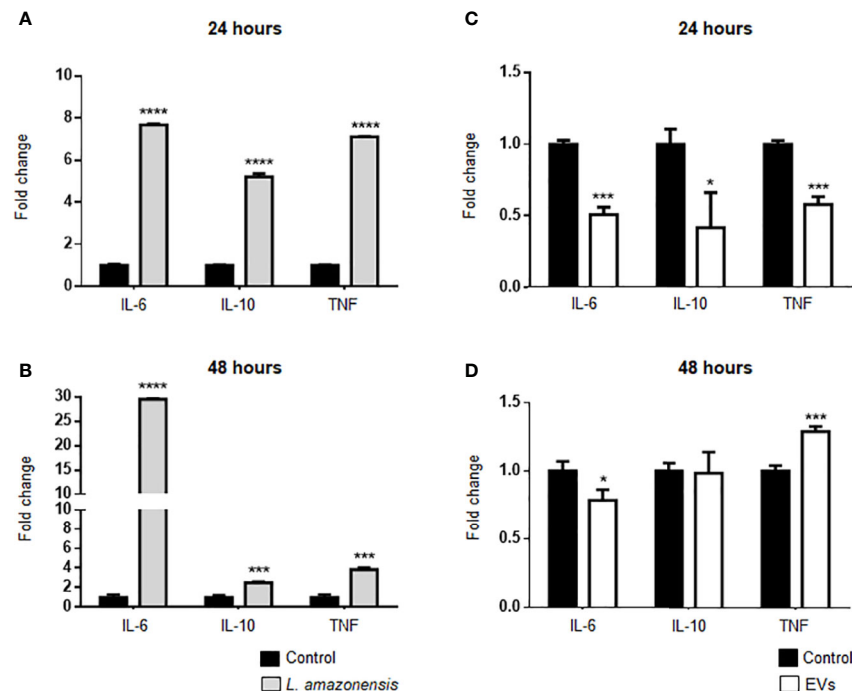 A
24 hours
Fold change
10
8
6
4
2
0
****
****
****
IL-6
IL-10
TNF
B
48 hours
Fold change
30
25
20
15
10
10
8
6
4
2
0
****
***
***
IL-6
IL-10
TNF
Control
L. amazonensis
C
24 hours
Fold change
1.5
1.0
0.5
0.0
***
*
***
IL-6
IL-10
TNF
D
48 hours
Fold change
1.5
1.0
0.5
0.0
*
***
IL-6
IL-10
TNF
Control
EVs